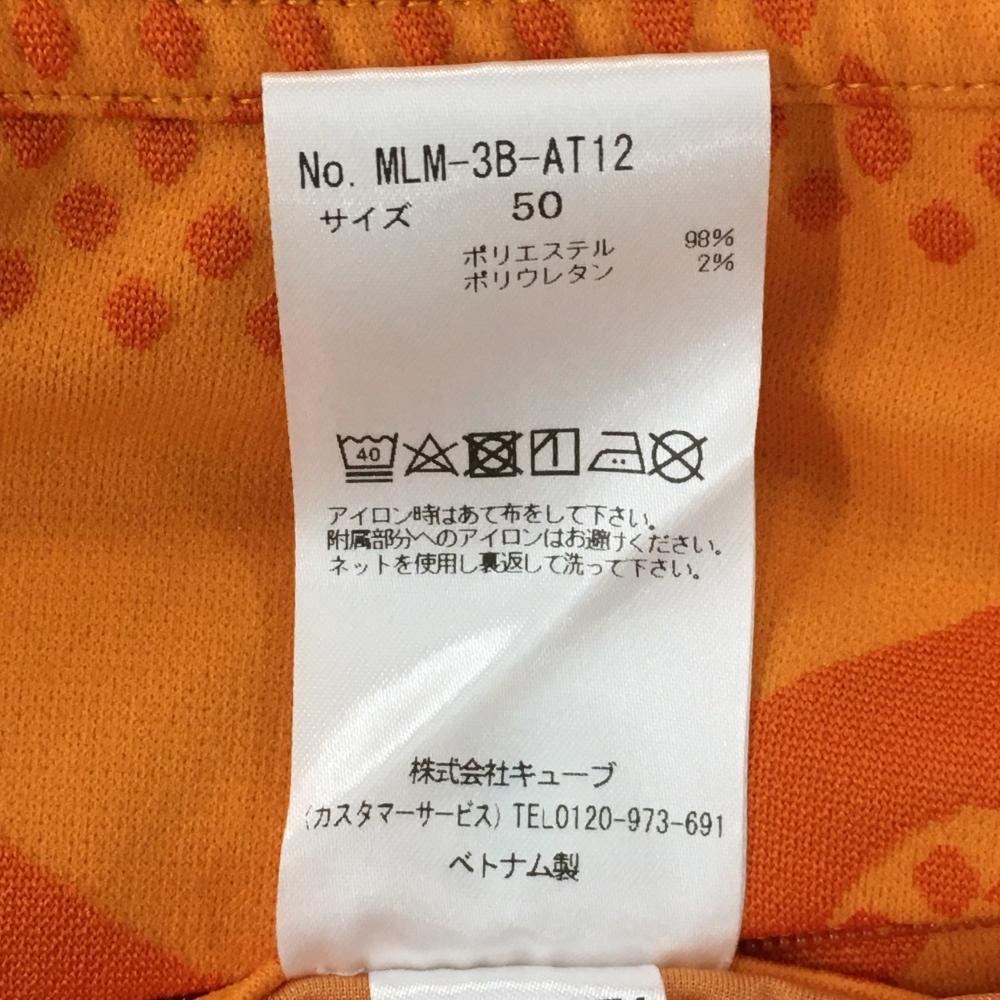 No. MLM-3B-AT12
サイズ 50
ポリエステル 98%
ポリウレタン 2%
40
アイロン時はあて布をして下さい。
附属部分へのアイロンはお避けください。
ネットを使用し裏返して洗って下さい。
株式会社キューブ
(カスタマーサービス) TEL0120-973-691
ベトナム製